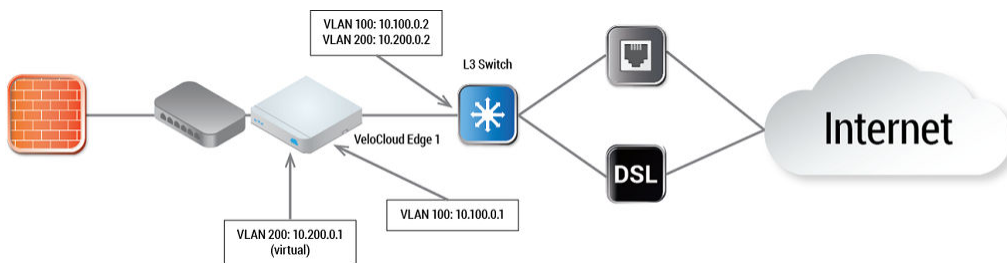 VLAN 100: 10.100.0.2
VLAN 200: 10.200.0.2
L3 Switch
VeloCloud Edge 1
Internet
DSL
VLAN 100: 10.100.0.1
VLAN 200: 10.200.0.1
(virtual)